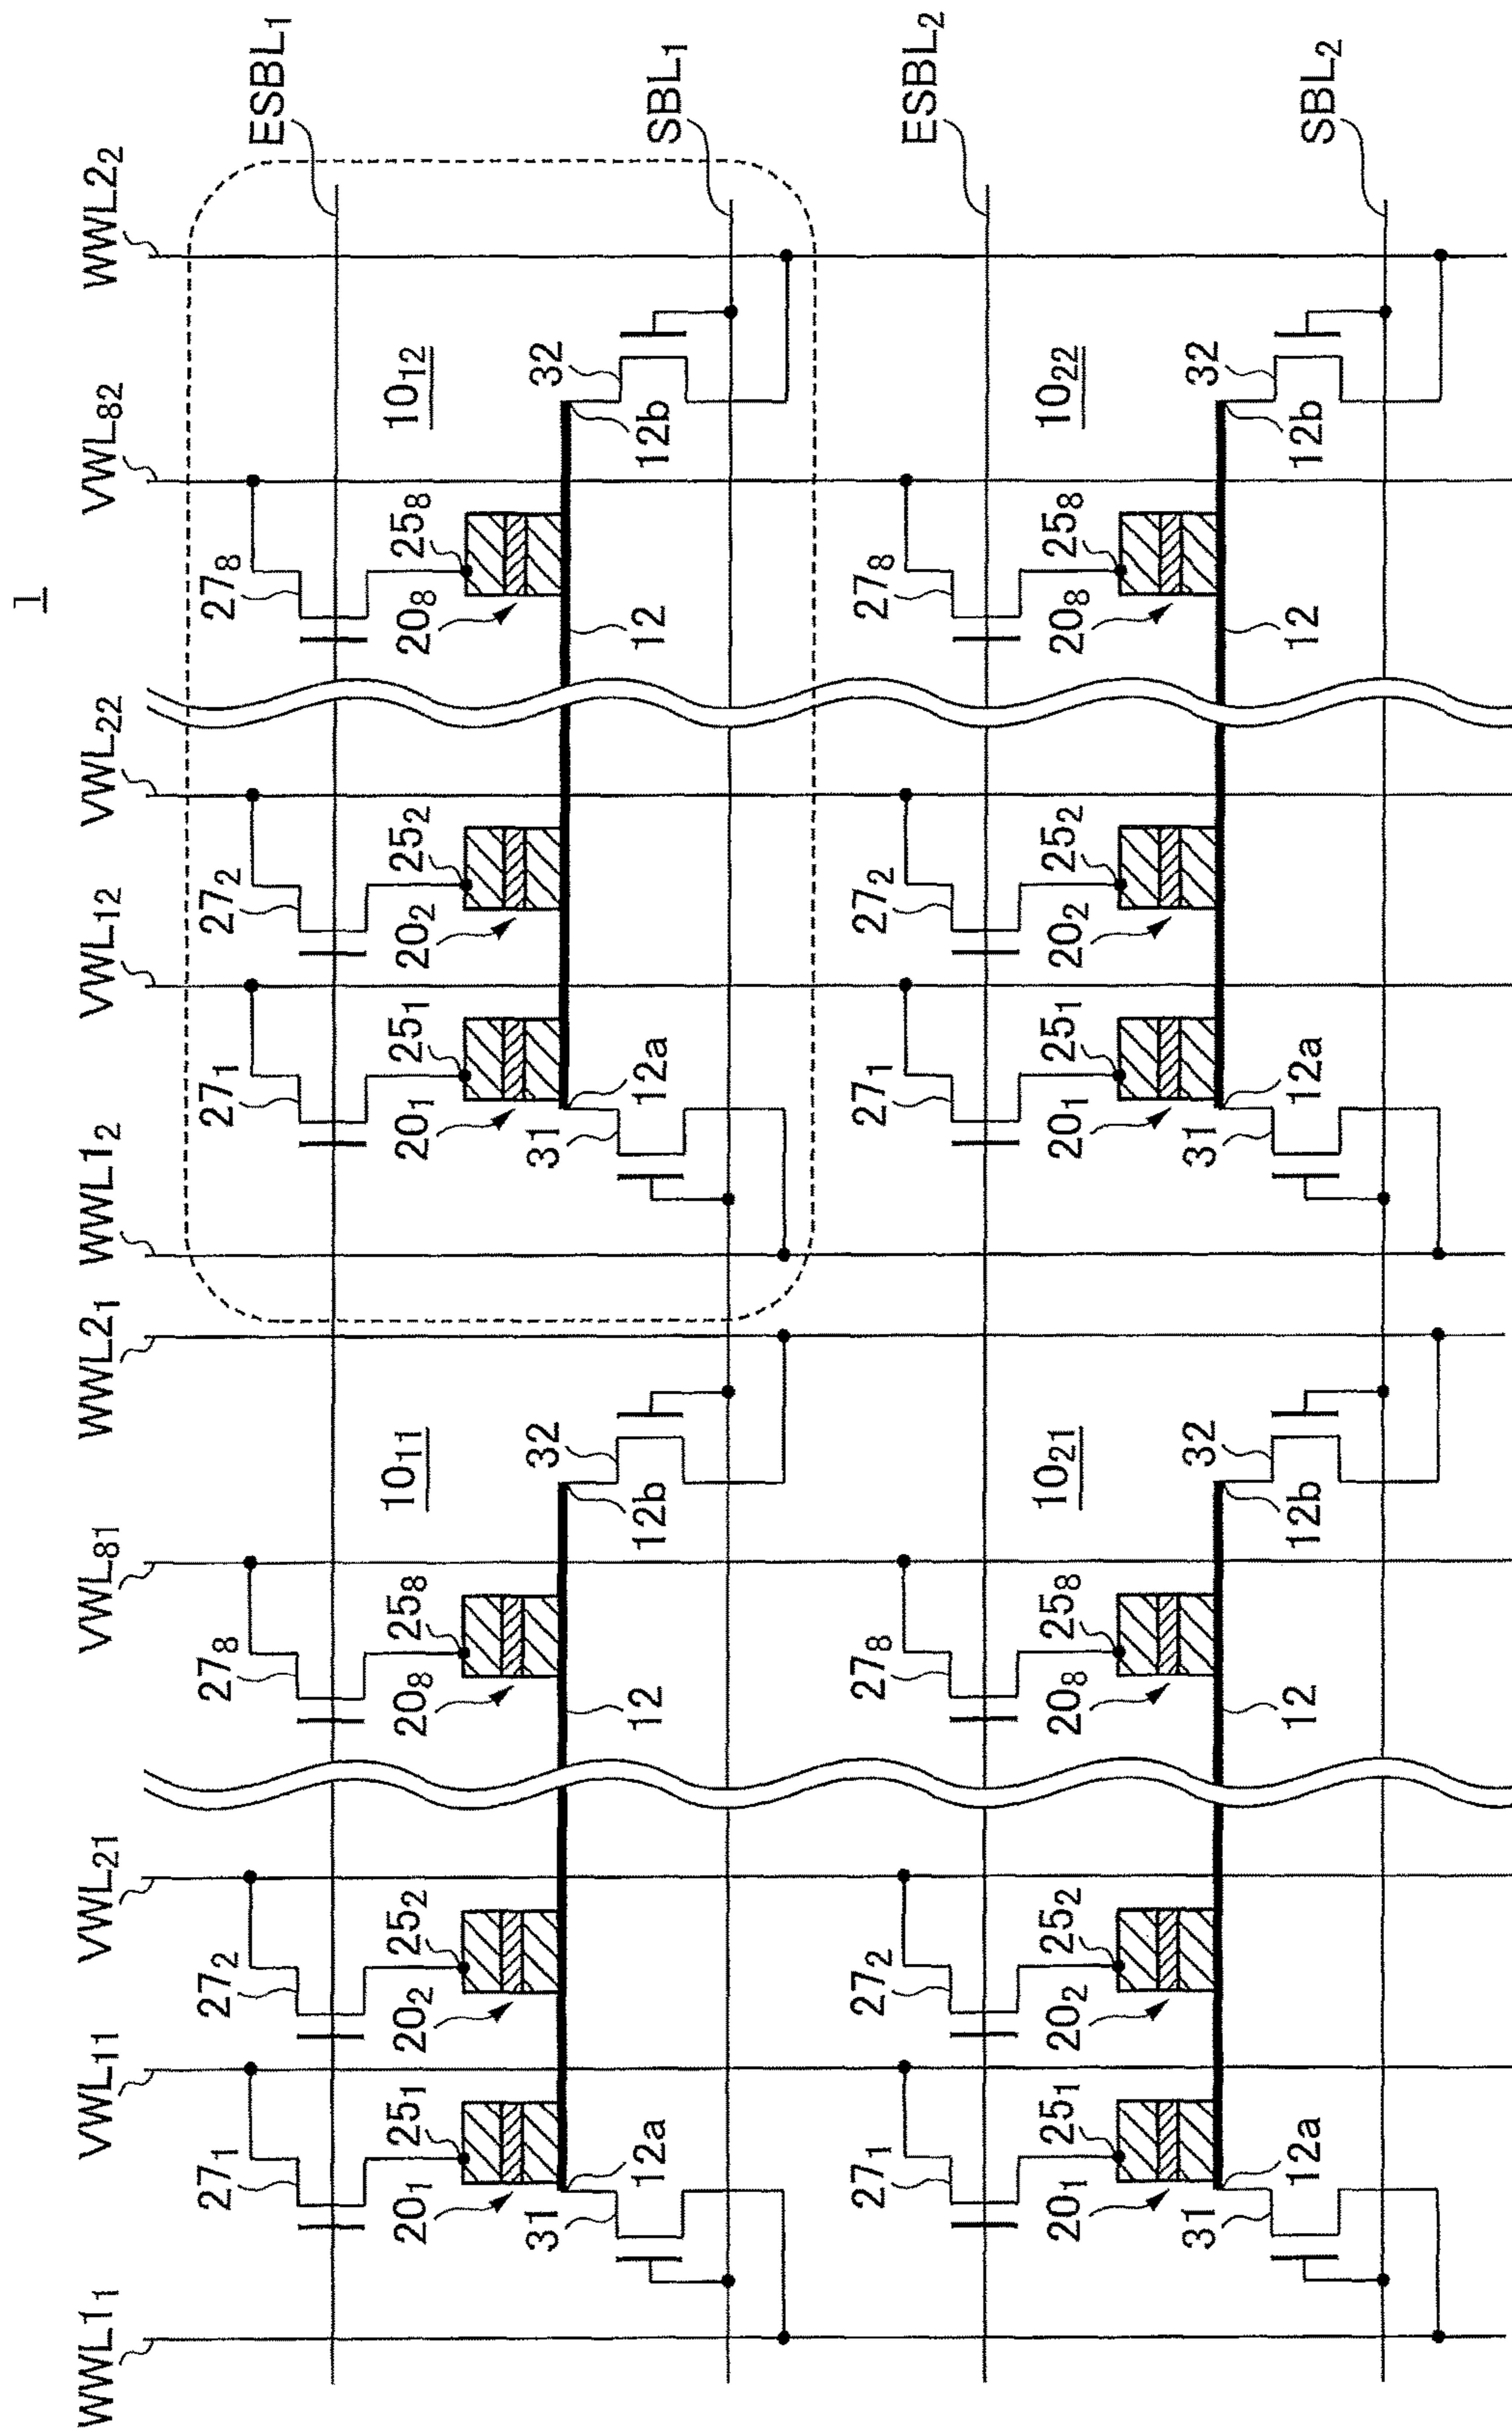 1
WWL1₁ VWL₁₁ VWL₂₁ VWL₈₁ WWL2₁ WWL1₂ VWL₁₂ VWL₂₂ VWL₈₂ WWL2₂
ESBL₁
27₁ 27₂ 27₈ 27₁ 27₂ 27₈
10₁₁ 10₁₂
25₁ 25₂ 25₈ 25₁ 25₂ 25₈
20₁ 20₂ 20₈ 20₁ 20₂ 20₈
31 32 31 32
12a 12 12b 12a 12 12b
SBL₁
27₁ 27₂ 27₈ 27₁ 27₂ 27₈
ESBL₂
10₂₁ 10₂₂
25₁ 25₂ 25₈ 25₁ 25₂ 25₈
20₁ 20₂ 20₈ 20₁ 20₂ 20₈
31 32 31 32
12a 12 12b 12a 12 12b
SBL₂